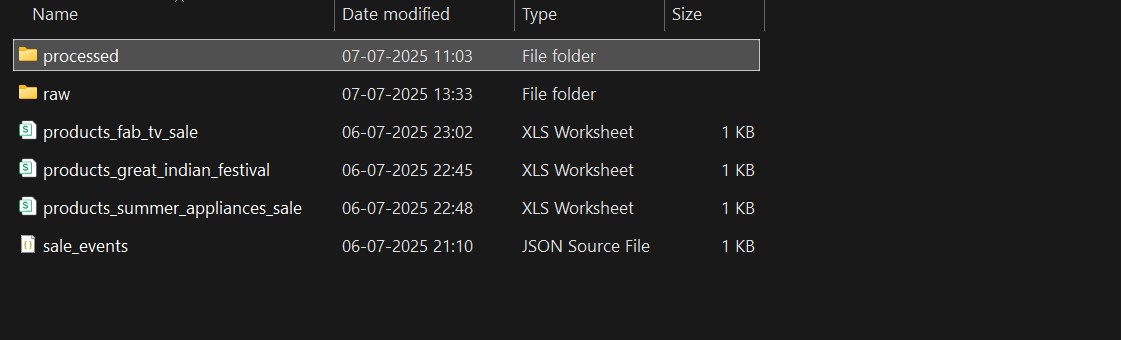 Name Date modified Type Size
processed 07-07-2025 11:03 File folder
raw 07-07-2025 13:33 File folder
products_fab_tv_sale 06-07-2025 23:02 XLS Worksheet 1 KB
products_great_indian_festival 06-07-2025 22:45 XLS Worksheet 1 KB
products_summer_appliances_sale 06-07-2025 22:48 XLS Worksheet 1 KB
sale_events 06-07-2025 21:10 JSON Source File 1 KB